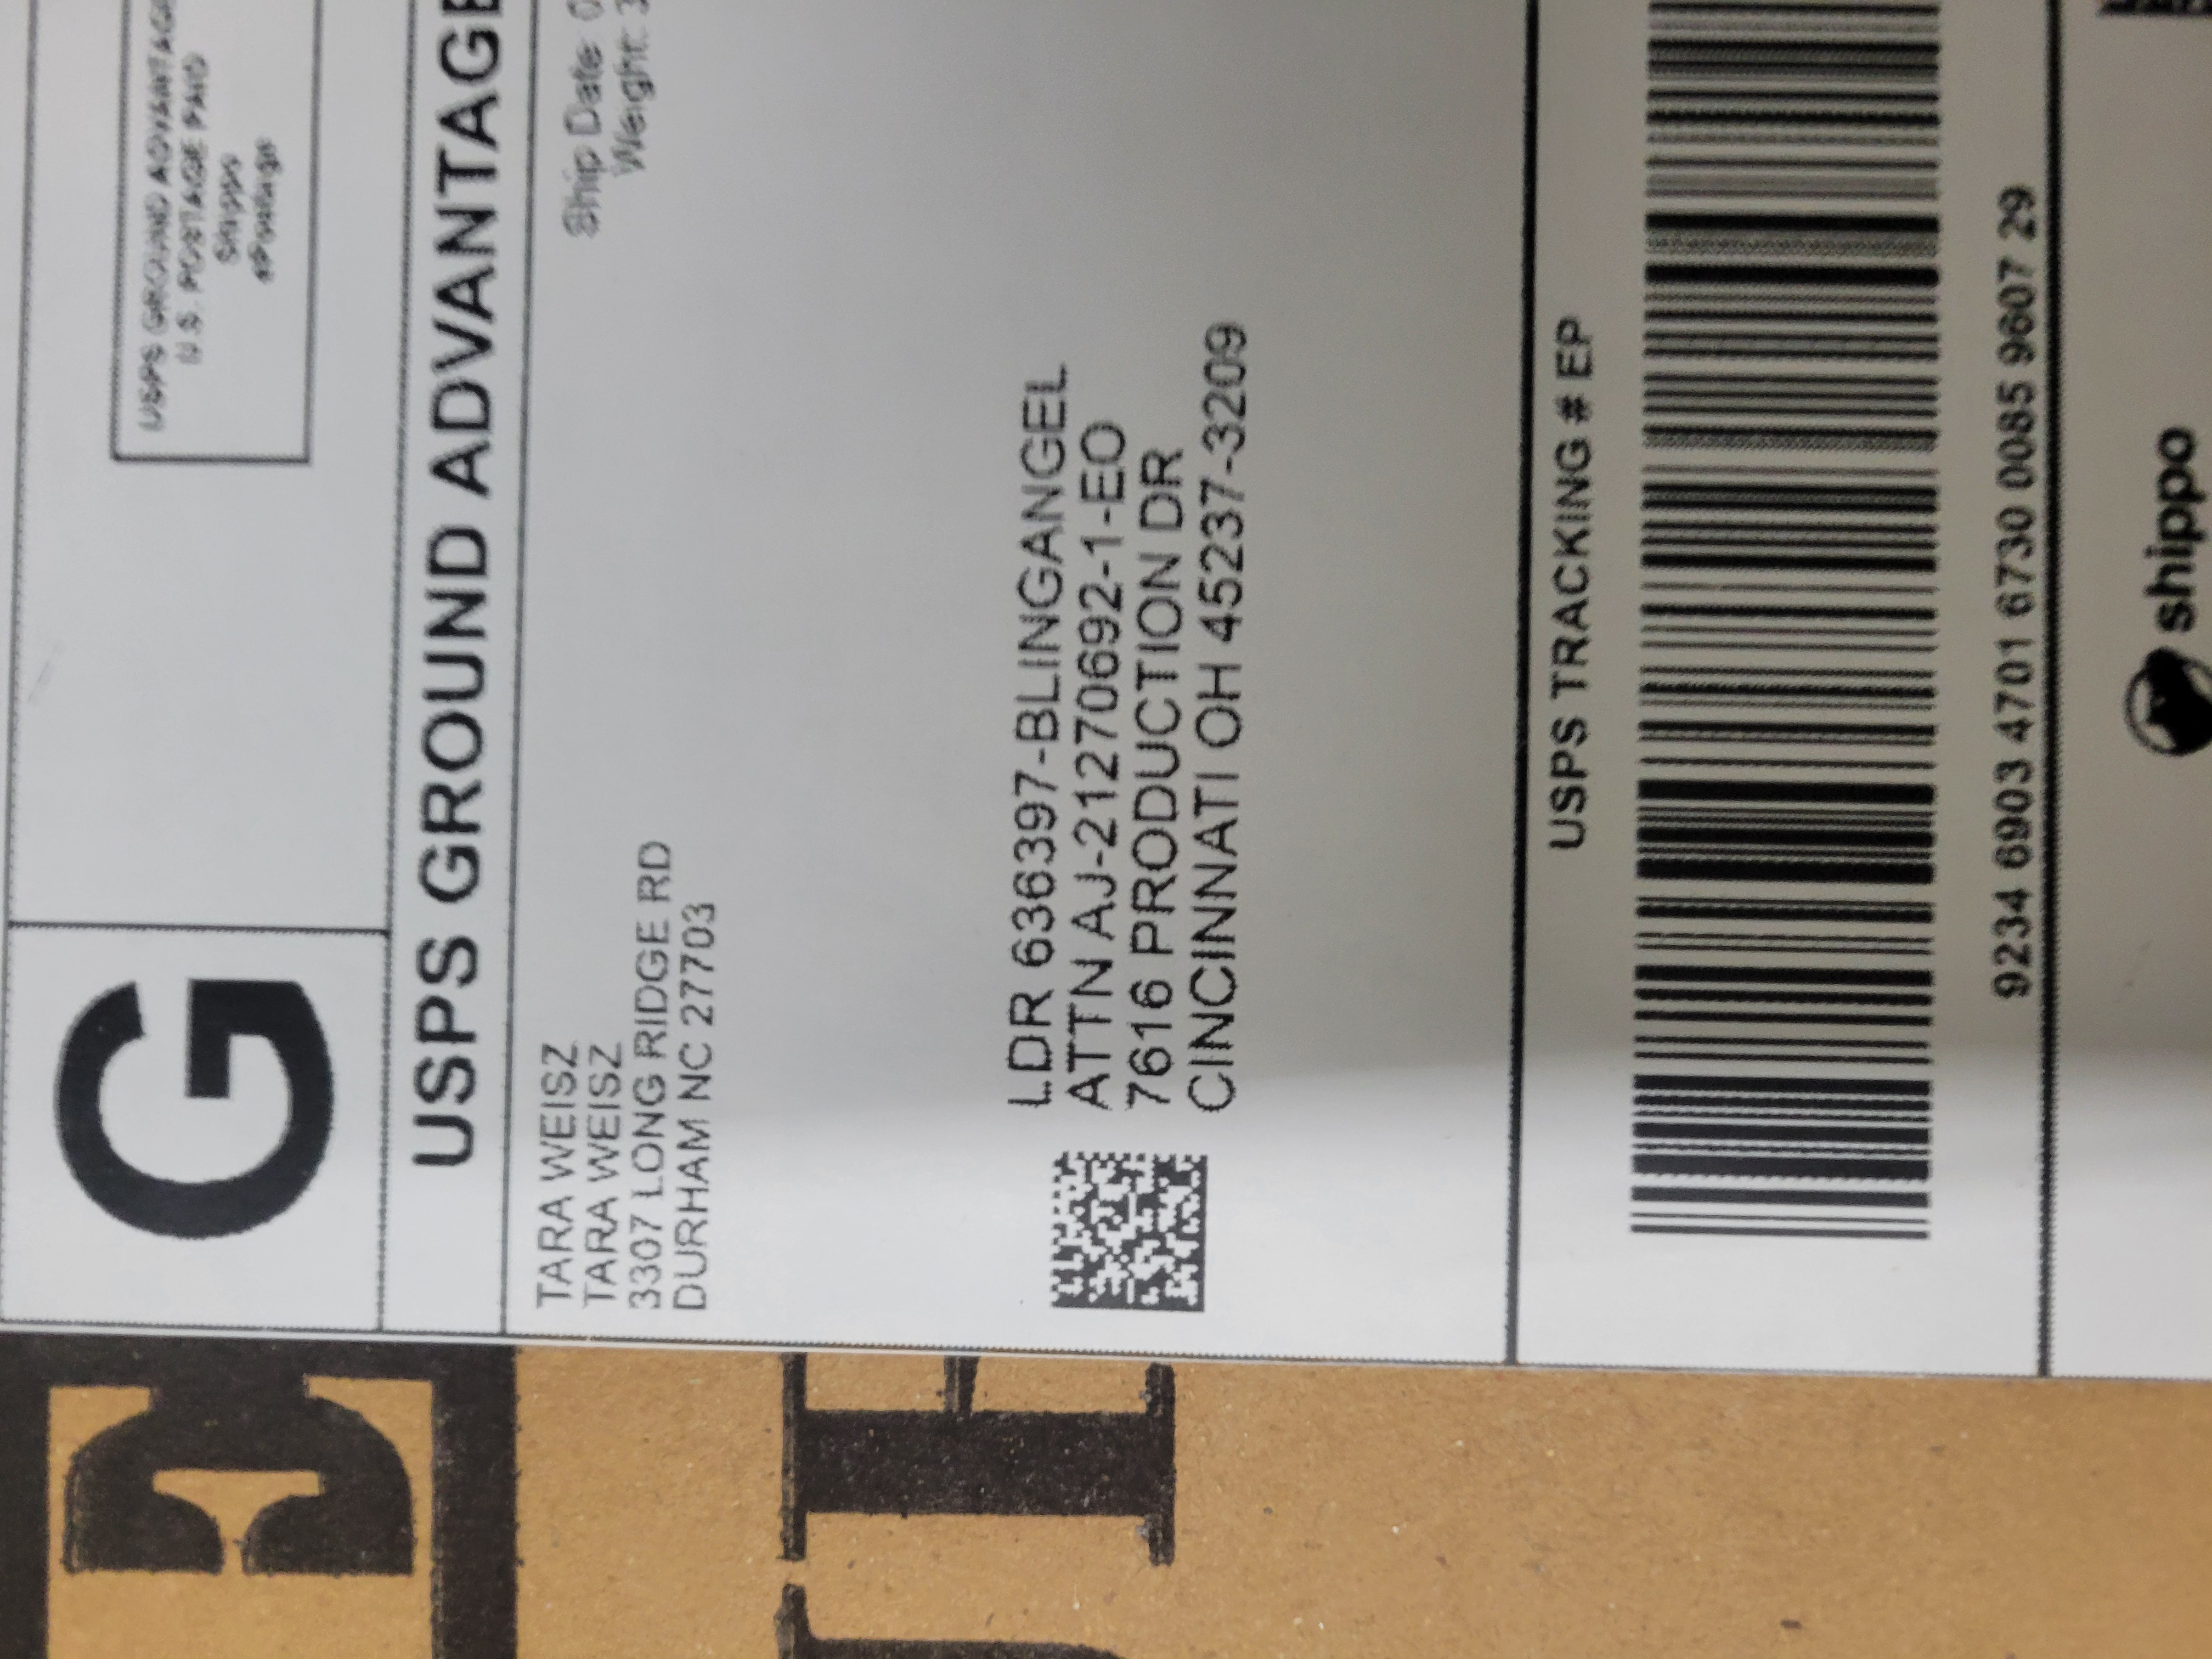 G
USPS GROUND ADVANTAGE
U.S. POSTAGE PAID
Shippo
ePostage
USPS GROUND ADVANTAGE
Ship Date:
Weight:
TARA WEISZ
TARA WEISZ
3307 LONG RIDGE RD
DURHAM NC 27703
LDR 636397-BLINGANGEL
ATTN AJ-21270692-1-EO
7616 PRODUCTION DR
CINCINNATI OH 45237-3209
USPS TRACKING # EP
9234 6903 4701 6730 0085 9607 29
shippo